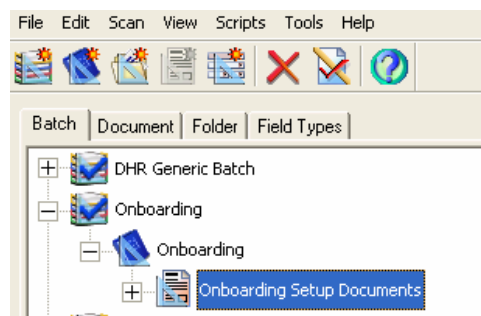 File Edit Scan View Scripts Tools Help
Batch Document Folder Field Types
DHR Generic Batch
Onboarding
Onboarding
Onboarding Setup Documents